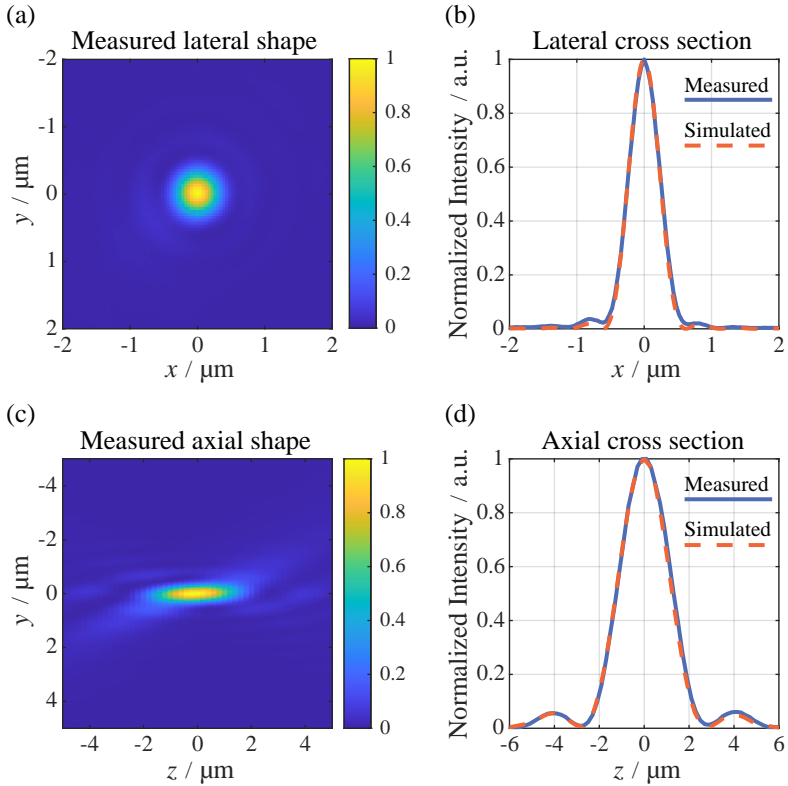 (a)
Measured lateral shape
-2
-1
0
1
2
-2
-1
0
1
2
y / µm
x / µm
1
0.8
0.6
0.4
0.2
0
(b)
Lateral cross section
Measured
Simulated
1
0.8
0.6
0.4
0.2
0
-2
-1
0
1
2
Normalized Intensity / a.u.
x / µm
(c)
Measured axial shape
-4
-2
0
2
4
-4
-2
0
2
4
y / µm
z / µm
1
0.8
0.6
0.4
0.2
0
(d)
Axial cross section
Measured
Simulated
1
0.8
0.6
0.4
0.2
0
-6
-4
-2
0
2
4
6
Normalized Intensity / a.u.
z / µm